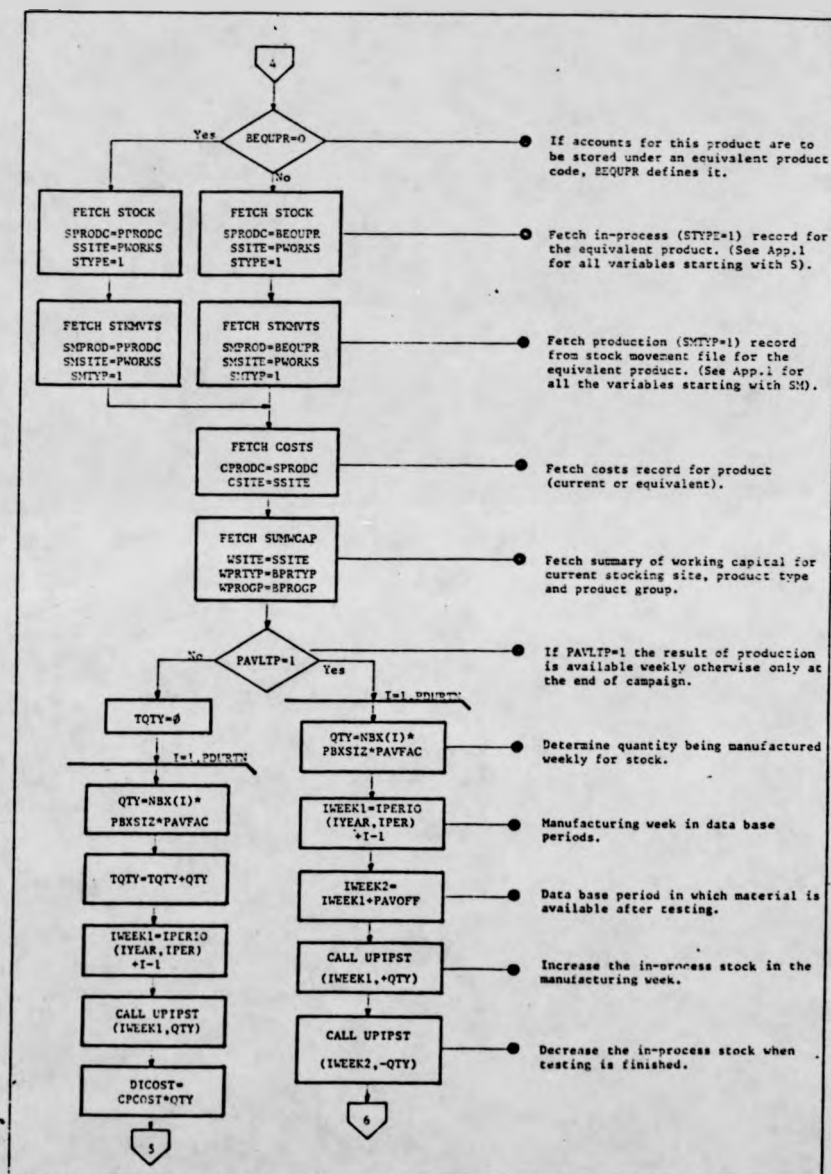 4
Yes
BEQUPR=0
No
If accounts for this product are to
be stored under an equivalent product
code, BEQUPR defines it.
FETCH STOCK
SPRODC=PPRODC
SSITE=PWORKS
STYPE=1
FETCH STOCK
SPRODC=BEQUPR
SSITE=PWORKS
STYPE=1
Fetch in-process (STYPE=1) record for
the equivalent product. (See App.1
for all variables starting with S).
FETCH STKMVTS
SMPROD=PPRODC
SMSITE=PWORKS
SMTYP=1
FETCH STKMVTS
SMPROD=BEQUPR
SMSITE=PWORKS
SMTYP=1
Fetch production (SMTYP=1) record
from stock movement file for the
equivalent product. (See App.1 for
all the variables starting with SM).
FETCH COSTS
CPRODC=SPRODC
CSITE=SSITE
Fetch costs record for product
(current or equivalent).
FETCH SUMWCAP
WSITE=SSITE
WPRTYP=BPRTYP
WPROGP=BPROGP
Fetch summary of working capital for
current stocking site, product type
and product group.
No
PAVLTP=1
Yes
If PAVLTP=1 the result of production
is available weekly otherwise only at
the end of campaign.
TQTY=Ø
I=1,PDURTN
QTY=NBX(I)*
PBXSIZ*PAVFAC
TQTY=TQTY+QTY
IWEEK1=IPERIO
(IYEAR,IPER)
+I-1
CALL UPIPST
(IWEEK1,QTY)
DICOST=
CPCOST*QTY
5
I=1,PDURTN
QTY=NBX(I)*
PBXSIZ*PAVFAC
Determine quantity being manufactured
weekly for stock.
IWEEK1=IPERIO
(IYEAR,IPER)
+I-1
Manufacturing week in data base
periods.
IWEEK2=
IWEEK1+PAVOFF
Data base period in which material is
available after testing.
CALL UPIPST
(IWEEK1,+QTY)
Increase the in-process stock in the
manufacturing week.
CALL UPIPST
(IWEEK2,-QTY)
Decrease the in-process stock when
testing is finished.
6